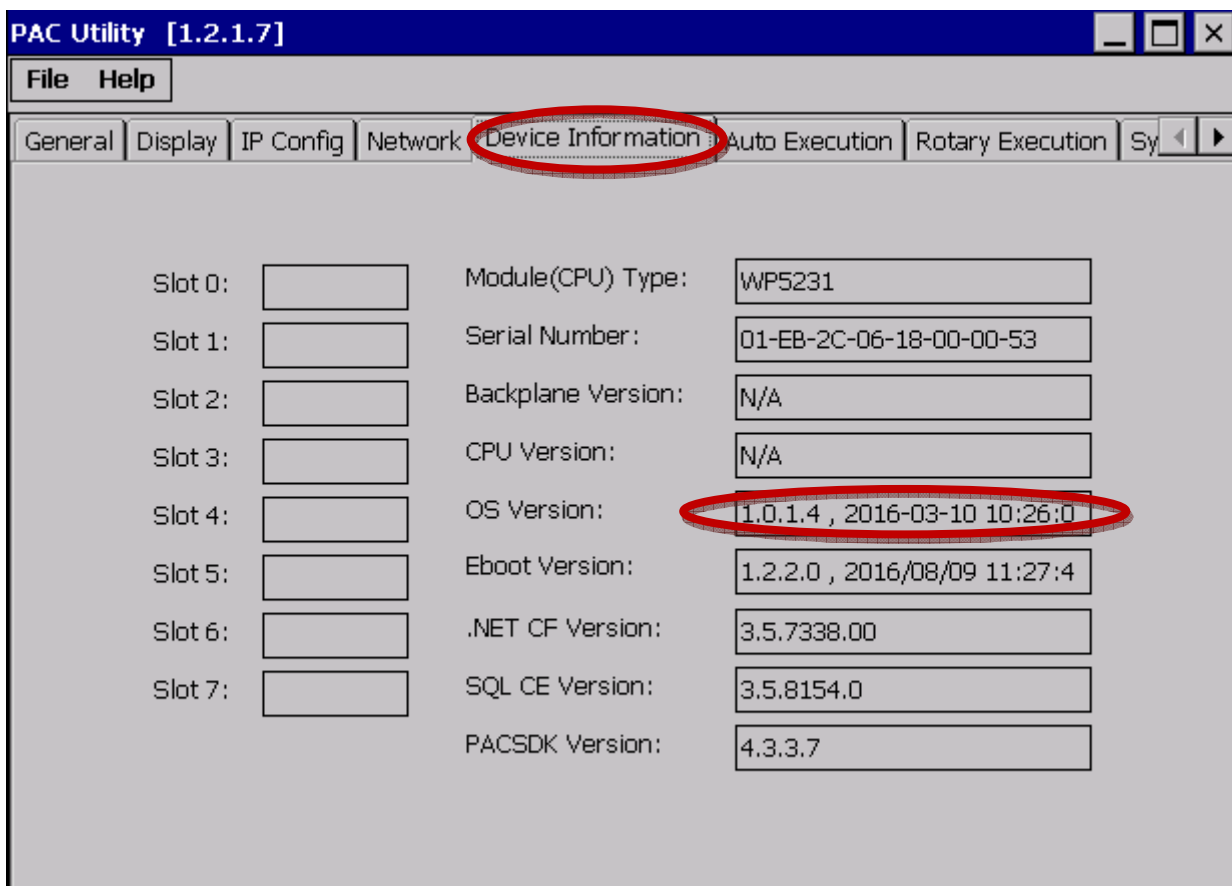 PAC Utility [1.2.1.7]
File Help
General Display IP Config Network Device Information Auto Execution Rotary Execution Sy
Slot 0:
Slot 1:
Slot 2:
Slot 3:
Slot 4:
Slot 5:
Slot 6:
Slot 7:
Module(CPU) Type: WP5231
Serial Number: 01-EB-2C-06-18-00-00-53
Backplane Version: N/A
CPU Version: N/A
OS Version: 1.0.1.4 , 2016-03-10 10:26:0
Eboot Version: 1.2.2.0 , 2016/08/09 11:27:4
.NET CF Version: 3.5.7338.00
SQL CE Version: 3.5.8154.0
PACSDK Version: 4.3.3.7